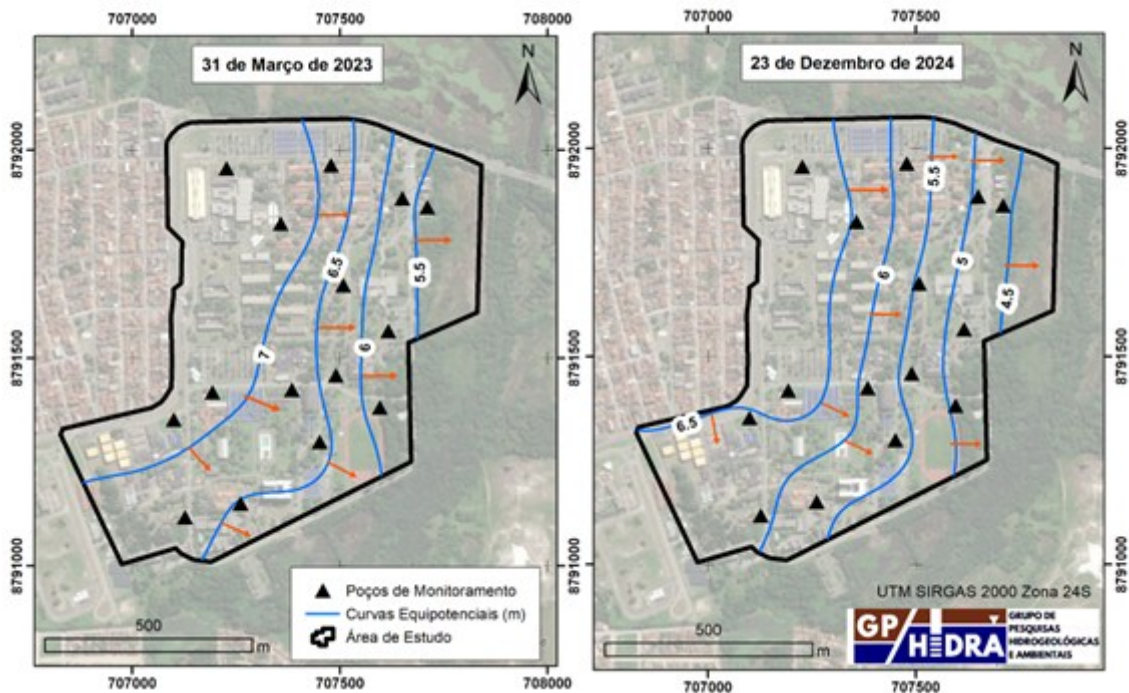 707000 707500 708000
31 de Março de 2023
N
8792000
8791500
8791000
8792000
8791500
8791000
7
6.5
6
5.5
Poços de Monitoramento
Curvas Equipotenciais (m)
Área de Estudo
500
m
707000 707500 708000
707000 707500
23 de Dezembro de 2024
N
8792000
8791500
8791000
6.5
6
5.5
5
4.5
UTM SIRGAS 2000 Zona 24S
500
m
GP/HIDRA
GRUPO DE
PESQUISAS
HIDROGEOLÓGICAS
E AMBIENTAIS
707000 707500